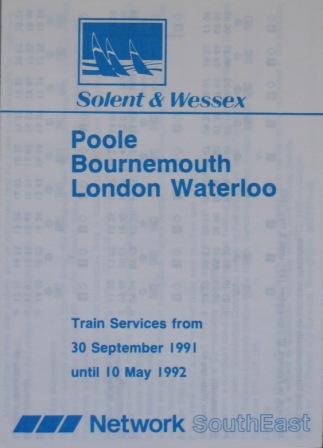 Solent & Wessex
Poole
Bournemouth
London Waterloo
Train Services from
30 September 1991
until 10 May 1992
Network SouthEast